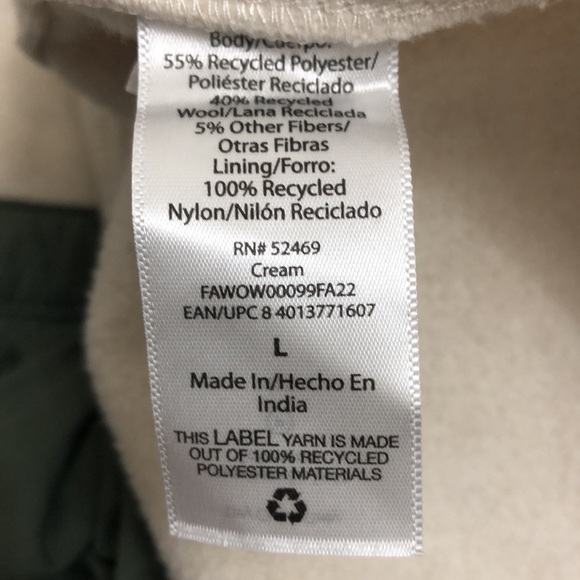 Body/Cuerpo:
55% Recycled Polyester/
Poliéster Reciclado
40% Recycled
Wool/Lana Reciclada
5% Other Fibers/
Otras Fibras
Lining/Forro:
100% Recycled
Nylon/Nilón Reciclado
RN# 52469
Cream
FAWOW00099FA22
EAN/UPC 8 4013771607
L
Made In/Hecho En
India
THIS LABEL YARN IS MADE
OUT OF 100% RECYCLED
POLYESTER MATERIALS